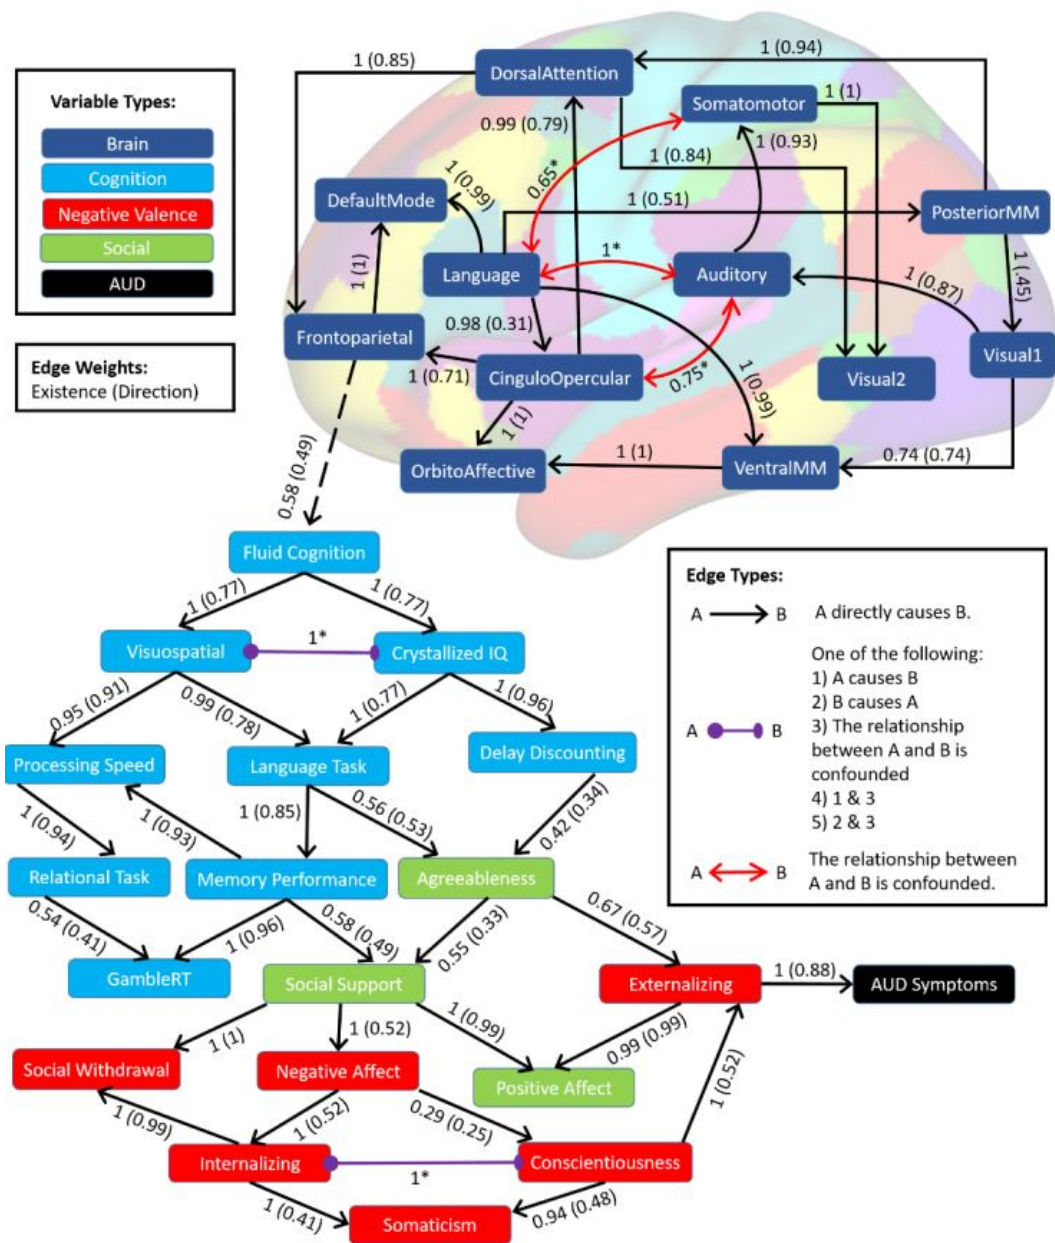 Variable Types:
Brain
Cognition
Negative Valence
Social
AUD
Edge Weights:
Existence (Direction)
1 (0.85)
DorsalAttention
1 (0.94)
Somatomotor
1 (1)
0.99 (0.79)
1 (0.84)
1 (0.93)
0.65*
1 (0.99)
DefaultMode
1 (0.51)
PosteriorMM
1*
Language
Auditory
1 (1)
1 (0.87)
1 (.45)
0.98 (0.31)
Frontoparietal
1 (0.71)
CinguloOpercular
0.75*
1 (0.99)
Visual2
Visual1
1 (1)
OrbitoAffective
1 (1)
VentralMM
0.74 (0.74)
0.58 (0.49)
Fluid Cognition
1 (0.77)
1 (0.77)
Visuospatial
1*
Crystallized IQ
0.95 (0.91)
0.99 (0.78)
1 (0.77)
1 (0.96)
Processing Speed
Language Task
Delay Discounting
1 (0.94)
1 (0.93)
1 (0.85)
0.56 (0.53)
0.42 (0.34)
Relational Task
Memory Performance
Agreeableness
0.54 (0.41)
1 (0.96)
0.58 (0.49)
0.55 (0.33)
0.67 (0.57)
GambleRT
Social Support
Externalizing
1 (0.88)
AUD Symptoms
1 (1)
1 (0.52)
1 (0.99)
0.99 (0.99)
Social Withdrawal
Negative Affect
Positive Affect
1 (0.52)
1 (0.99)
1 (0.52)
0.29 (0.25)
Internalizing
1*
Conscientiousness
1 (0.41)
Somaticism
0.94 (0.48)
Edge Types:
A
B
A directly causes B.
One of the following:
1) A causes B
2) B causes A
A
B
3) The relationship
between A and B is
confounded
4) 1 & 3
5) 2 & 3
A
B
The relationship between
A and B is confounded.